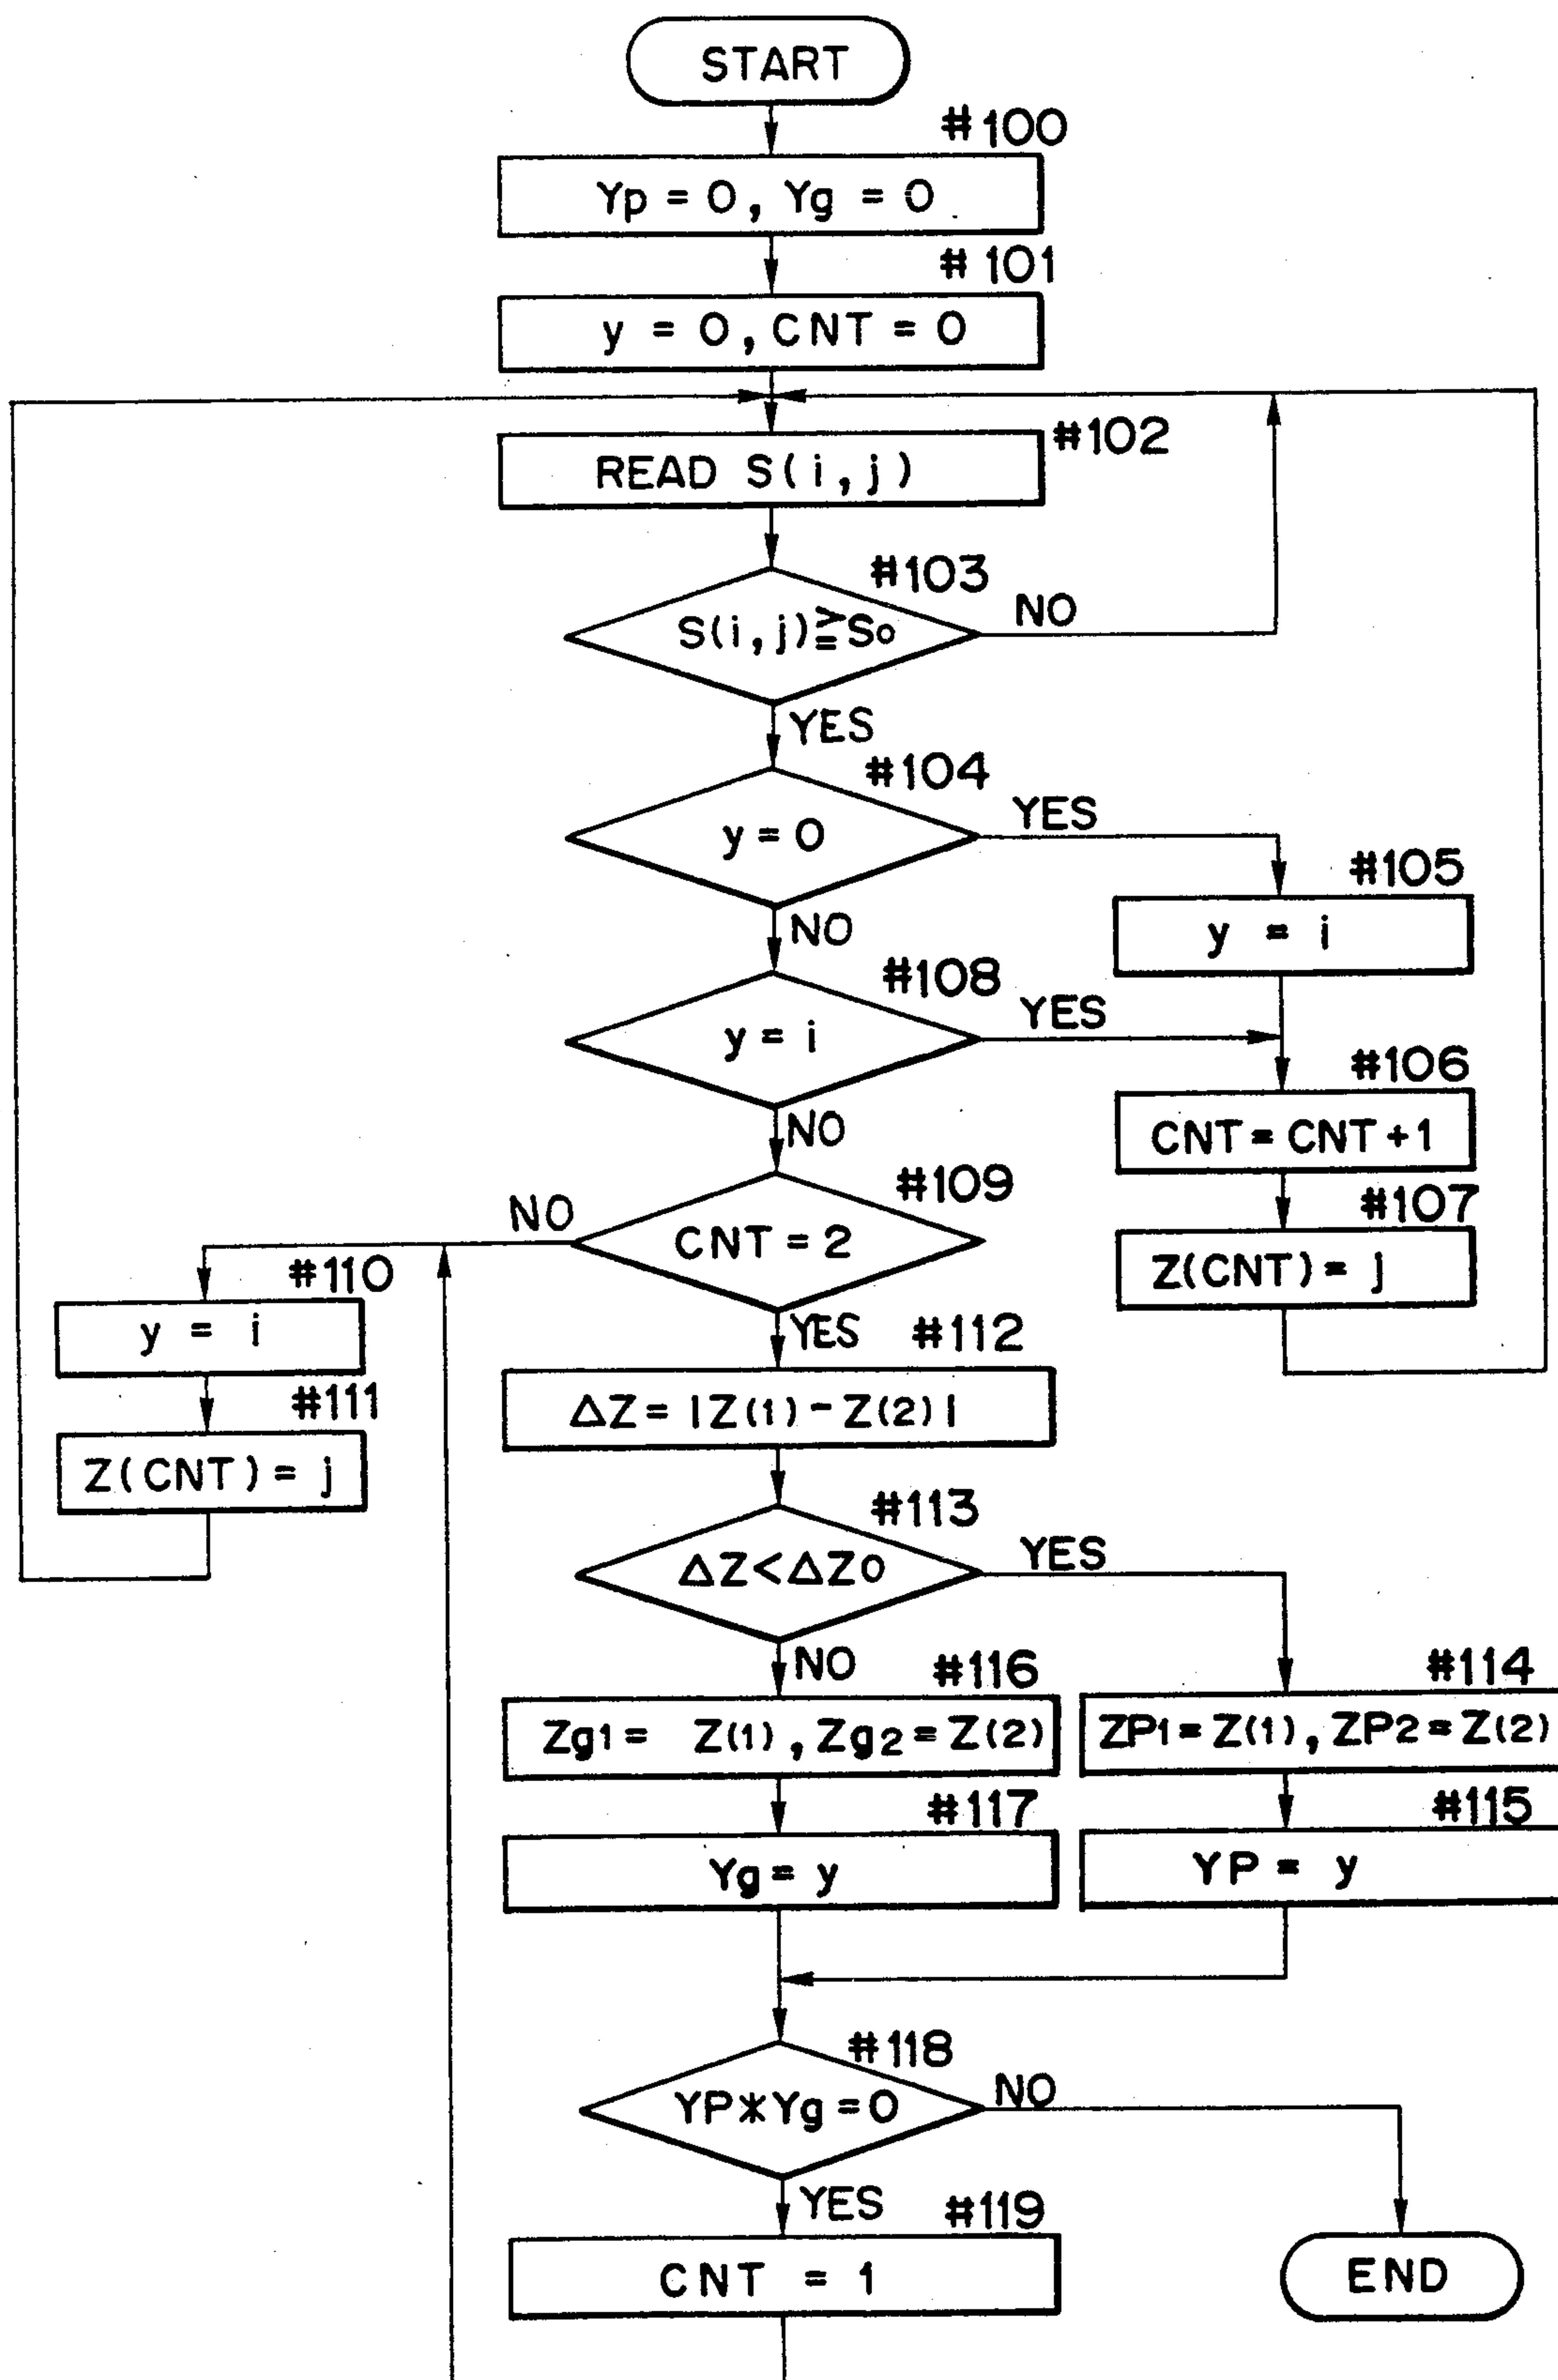 START
#100
Yp = 0, Yg = 0
#101
y = 0, CNT = 0
#102
READ S(i, j)
#103
S(i, j) ≧ So
NO
YES
#104
y = 0
YES
#105
y = i
NO
#108
y = i
YES
#106
CNT = CNT + 1
NO
#109
CNT = 2
NO
#107
Z(CNT) = j
#110
y = i
YES
#112
ΔZ = |Z(1) - Z(2)|
#111
Z(CNT) = j
#113
ΔZ < ΔZo
YES
NO
#116
Zg1 = Z(1), Zg2 = Z(2)
#114
ZP1 = Z(1), ZP2 = Z(2)
#117
Yg = y
#115
YP = y
#118
YP * Yg = 0
NO
YES
#119
CNT = 1
END